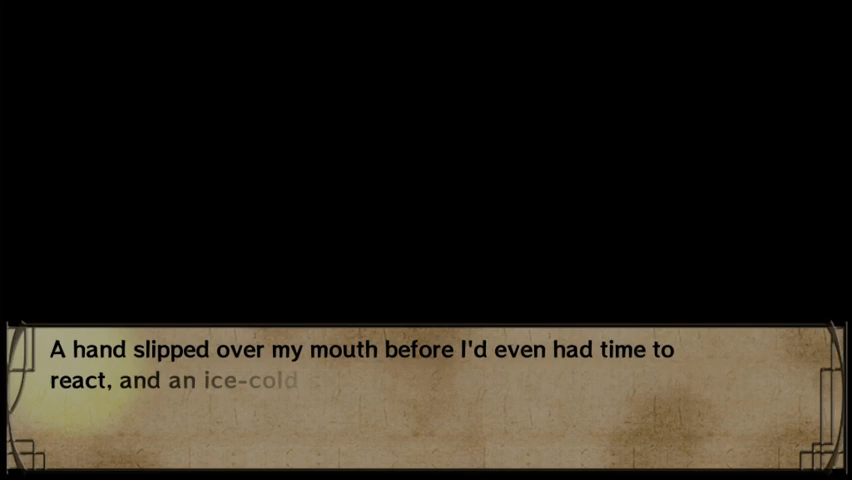 A hand slipped over my mouth before I'd even had time to
react, and an ice-cold s